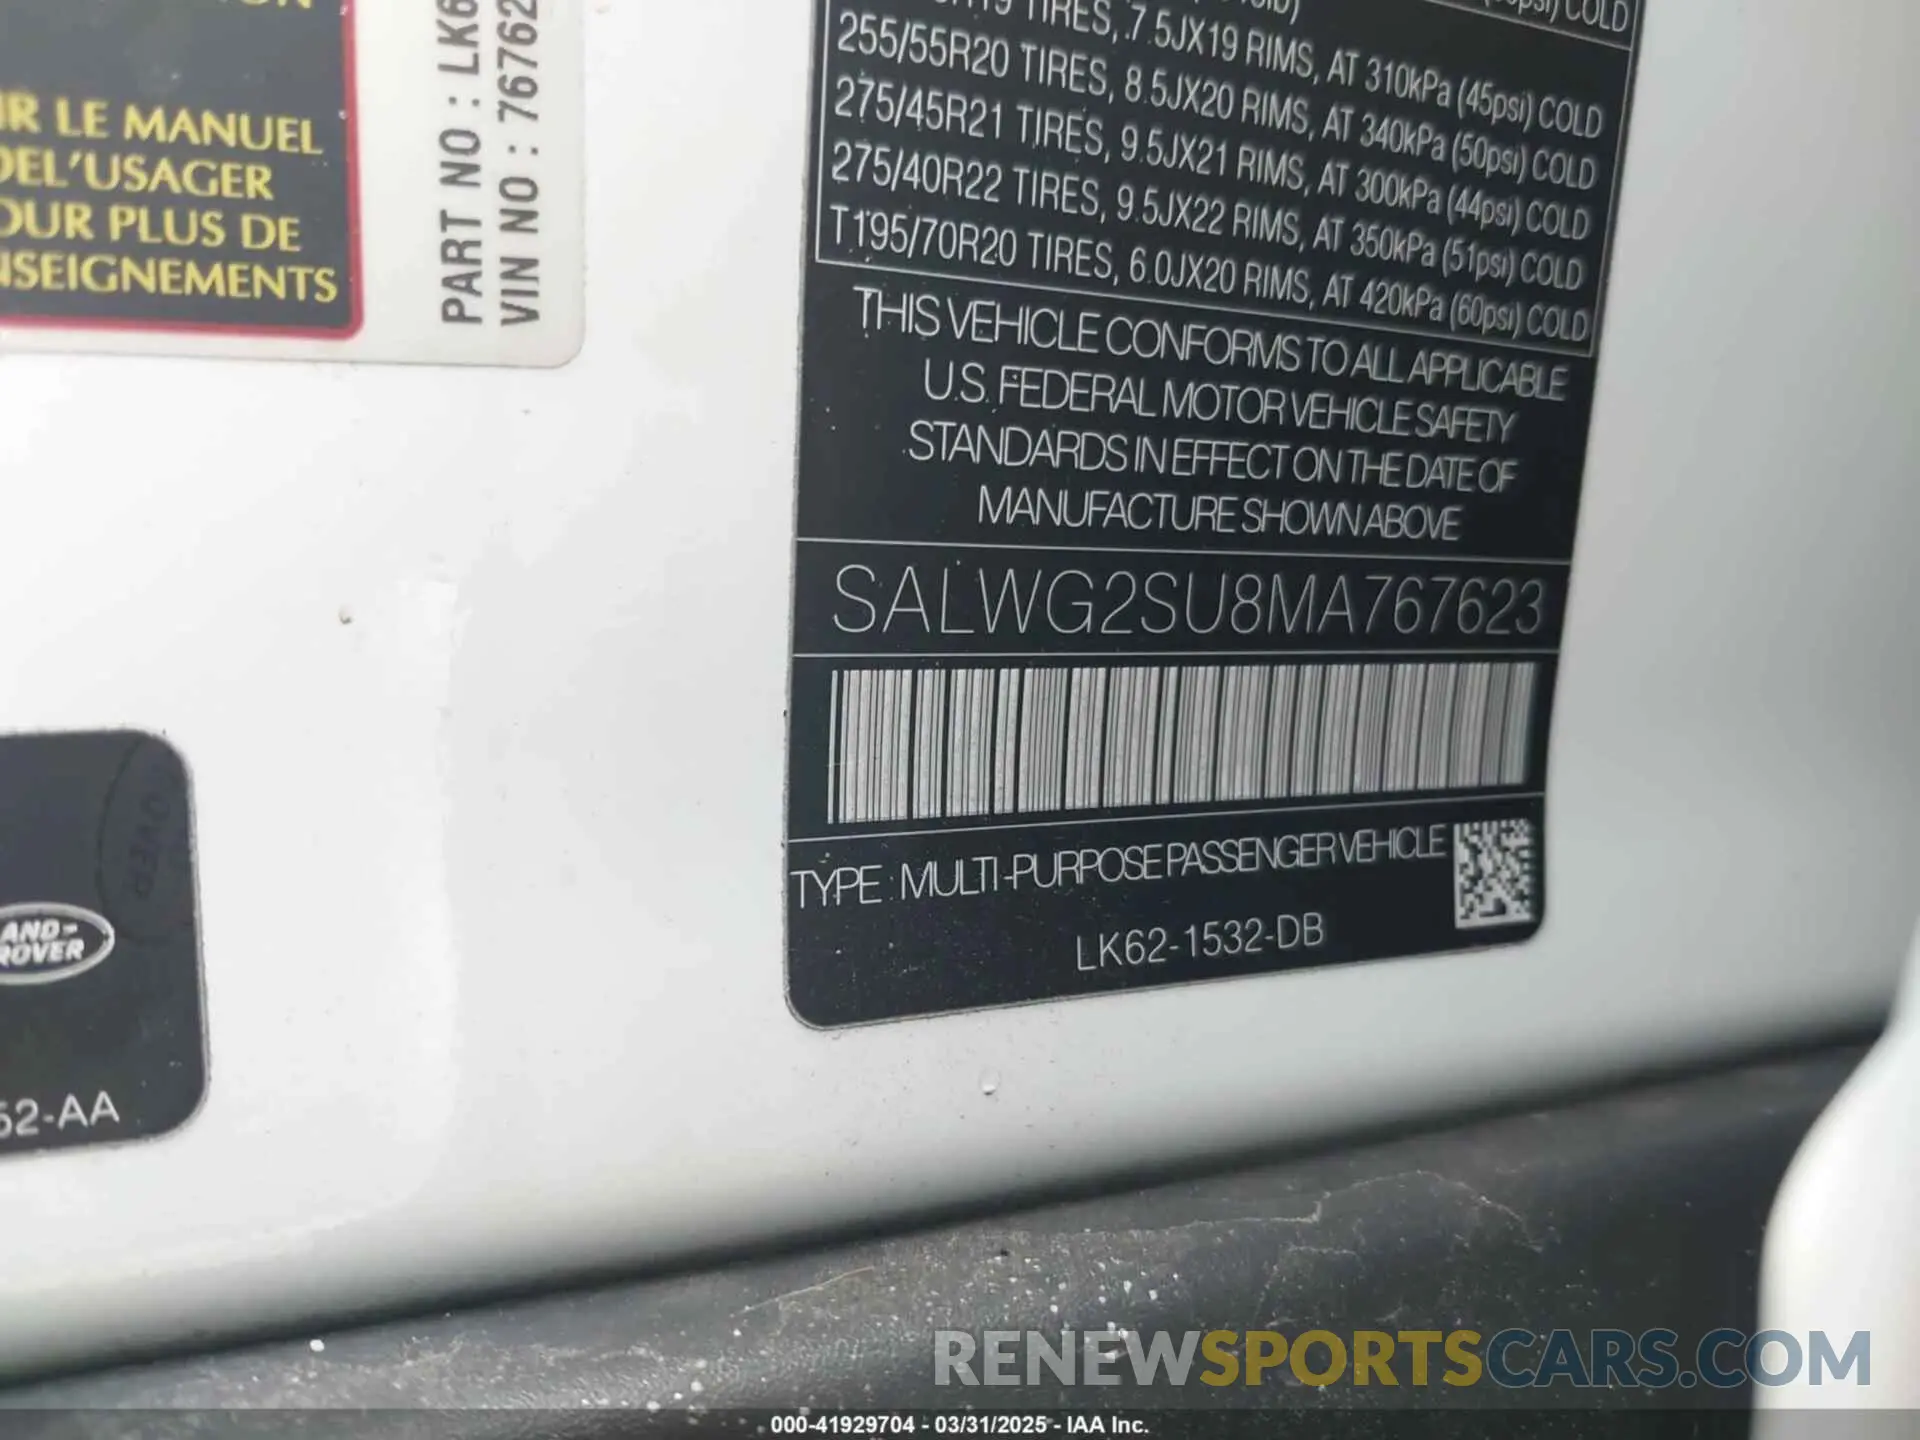 IR LE MANUEL
DEL'USAGER
OUR PLUS DE
NSEIGNEMENTS
PART NO : LK6
VIN NO : 76762
TIRES, 7.5JX19 RIMS, AT 310kPa (45psi) COLD
255/55R20 TIRES, 8.5JX20 RIMS, AT 340kPa (50psi) COLD
275/45R21 TIRES, 9.5JX21 RIMS, AT 300kPa (44psi) COLD
275/40R22 TIRES, 9.5JX22 RIMS, AT 350kPa (51psi) COLD
T195/70R20 TIRES, 6.0JX20 RIMS, AT 420kPa (60psi) COLD
THIS VEHICLE CONFORMS TO ALL APPLICABLE
U.S. FEDERAL MOTOR VEHICLE SAFETY
STANDARDS IN EFFECT ON THE DATE OF
MANUFACTURE SHOWN ABOVE
SALWG2SU8MA767623
TYPE : MULTI-PURPOSE PASSENGER VEHICLE
LK62-1532-DB
AND-
ROVER
52-AA
RENEWSPORTSCARS.COM
000-41929704 - 03/31/2025 - IAA Inc.